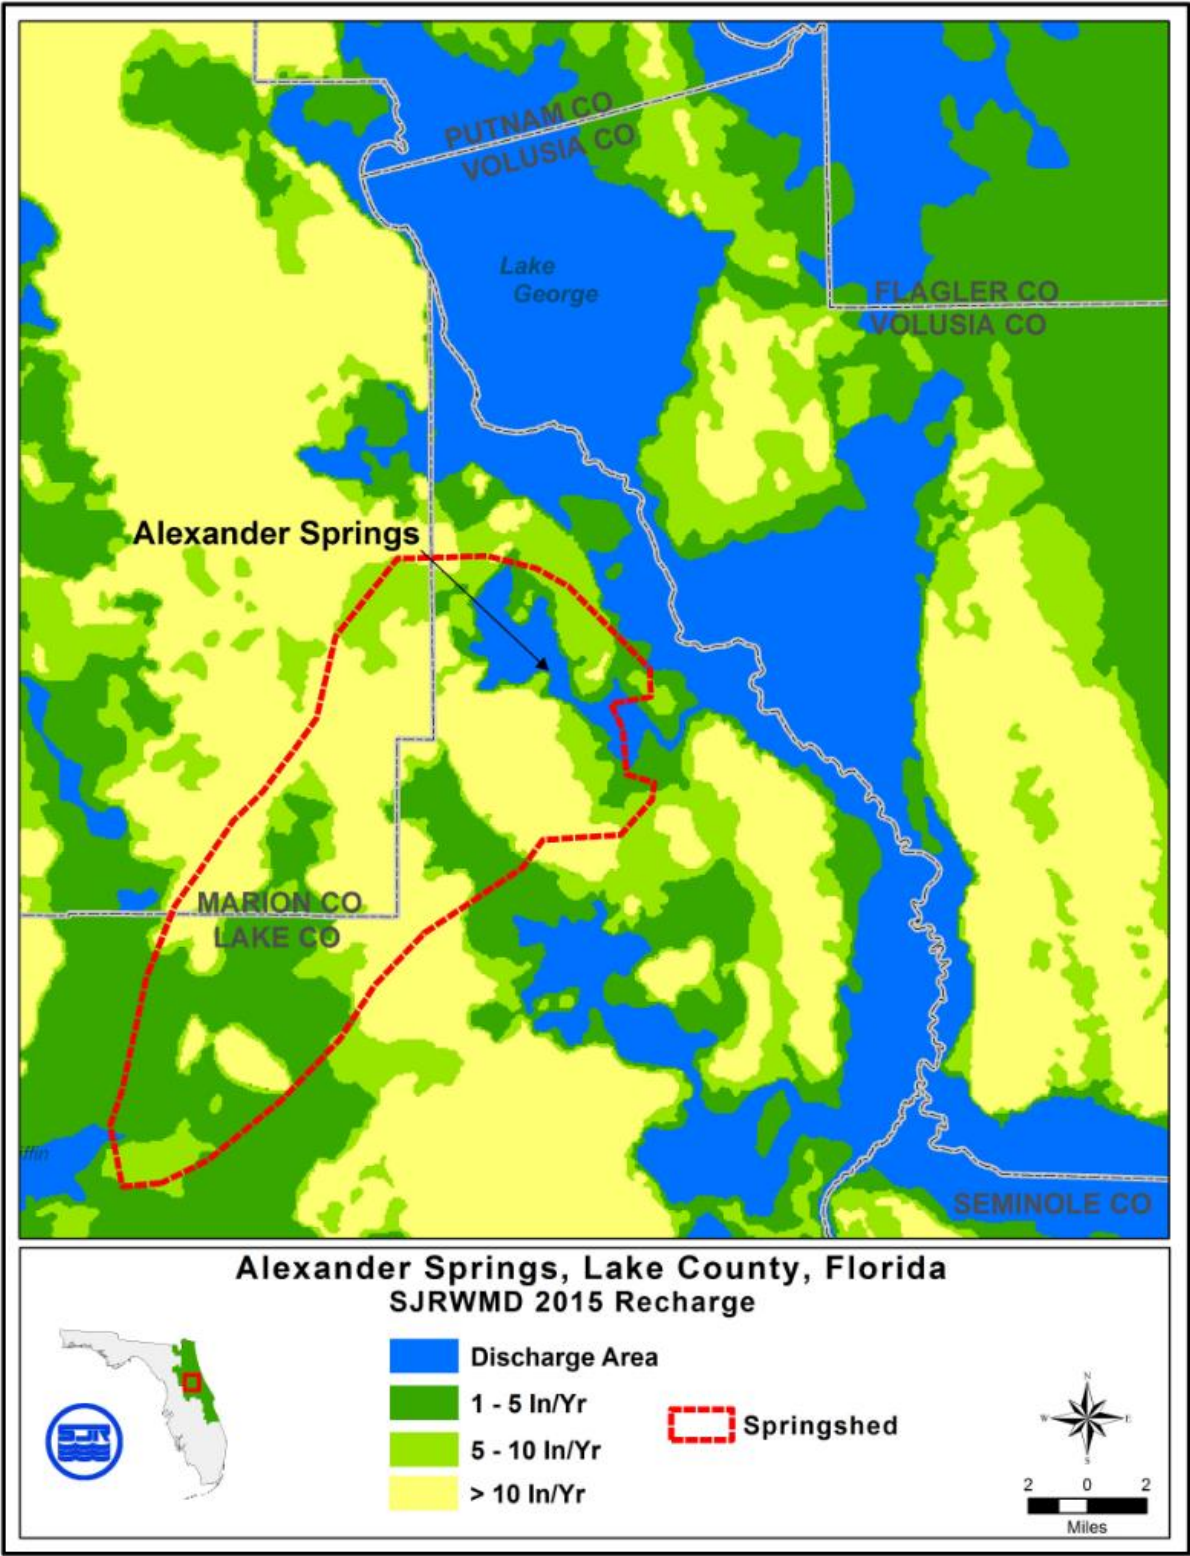 PUTNAM CO
VOLUSIA CO
Lake
George
FLAGLER CO
VOLUSIA CO
Alexander Springs
MARION CO
LAKE CO
ffin
SEMINOLE CO
Alexander Springs, Lake County, Florida
SJRWMD 2015 Recharge
Discharge Area
1 - 5 In/Yr
5 - 10 In/Yr
> 10 In/Yr
Springshed
SJR
N
W
E
S
2 0 2
Miles